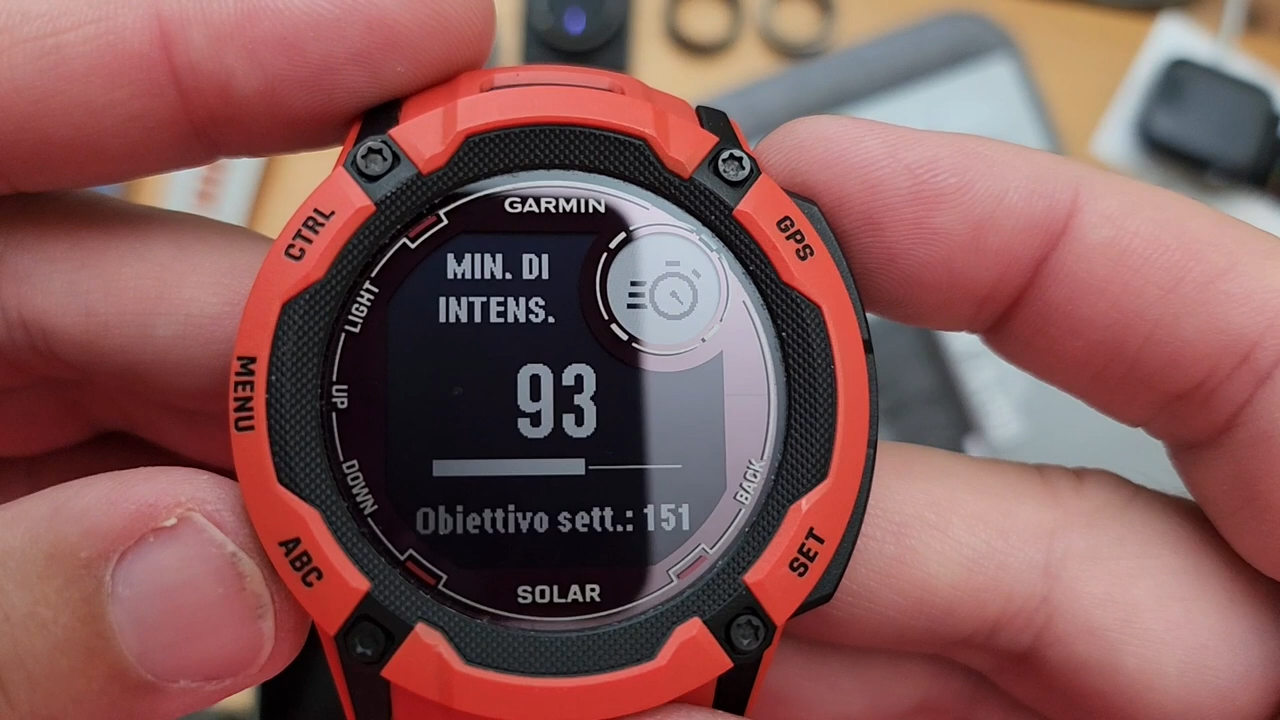 GARMIN
CTRL
GPS
LIGHT
MIN. DI
INTENS.
MENU
UP
93
DOWN
BACK
Obiettivo sett.: 151
ABC
SET
SOLAR